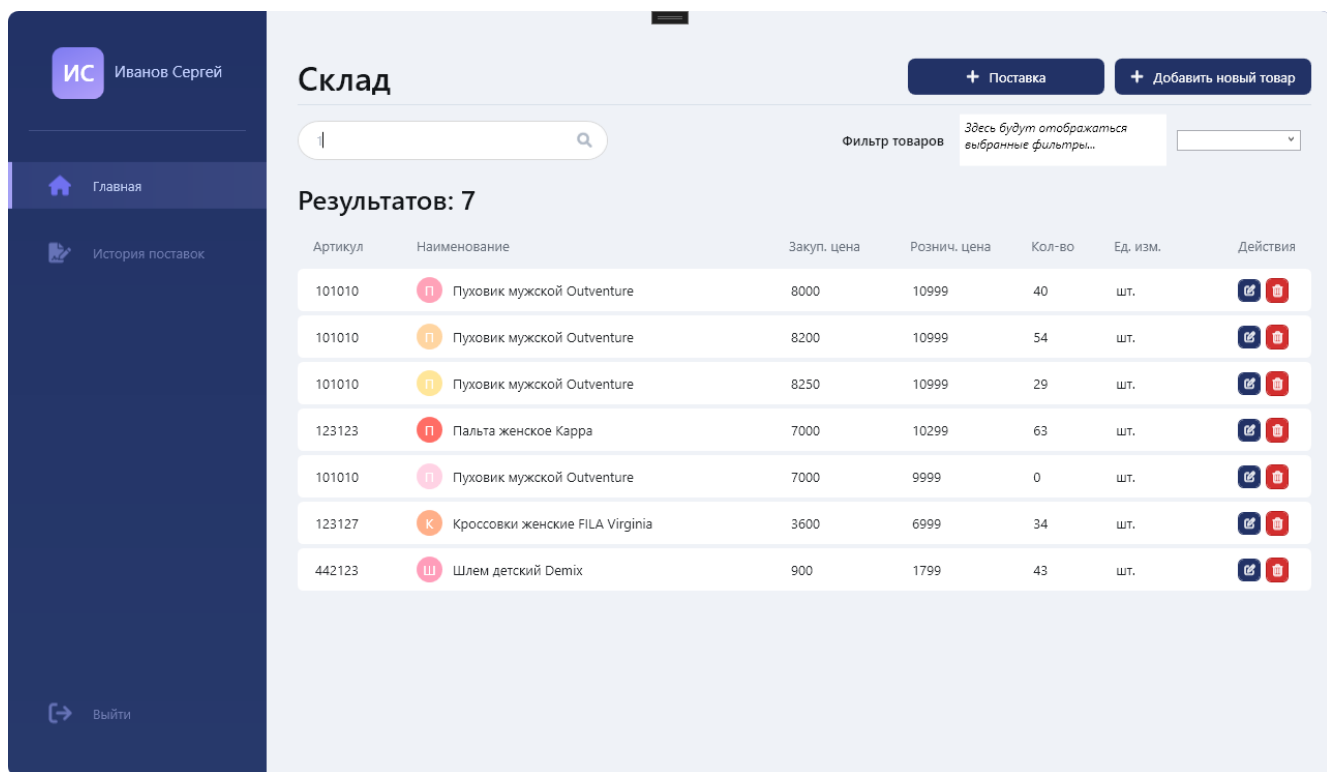 ИС Иванов Сергей
Главная
История поставок
Выйти
Склад
+ Поставка
+ Добавить новый товар
1
Фильтр товаров
Здесь будут отображаться
выбранные фильтры...
Результатов: 7
Артикул Наименование Закуп. цена Рознич. цена Кол-во Ед. изм. Действия
101010 П Пуховик мужской Outventure 8000 10999 40 шт.
101010 П Пуховик мужской Outventure 8200 10999 54 шт.
101010 П Пуховик мужской Outventure 8250 10999 29 шт.
123123 П Пальта женское Kappa 7000 10299 63 шт.
101010 П Пуховик мужской Outventure 7000 9999 0 шт.
123127 К Кроссовки женские FILA Virginia 3600 6999 34 шт.
442123 Ш Шлем детский Demix 900 1799 43 шт.